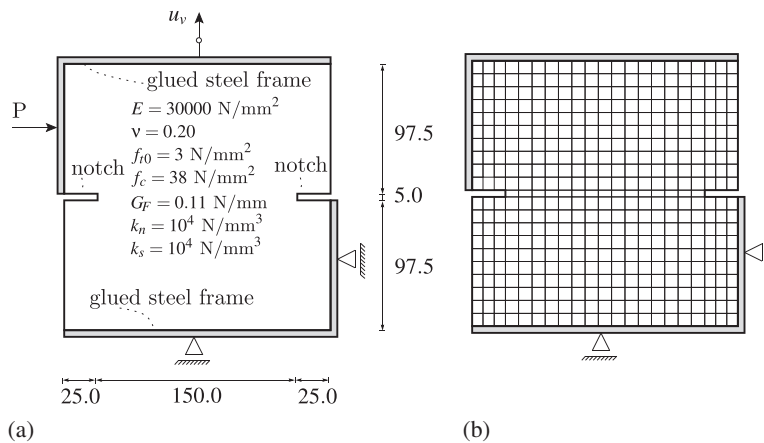 u_v
glued steel frame
P
E = 30000 N/mm²
ν = 0.20
f_{t0} = 3 N/mm²
notch
notch
f_c = 38 N/mm²
G_F = 0.11 N/mm
k_n = 10⁴ N/mm³
k_s = 10⁴ N/mm³
glued steel frame
97.5
5.0
97.5
25.0
150.0
25.0
(a)
(b)